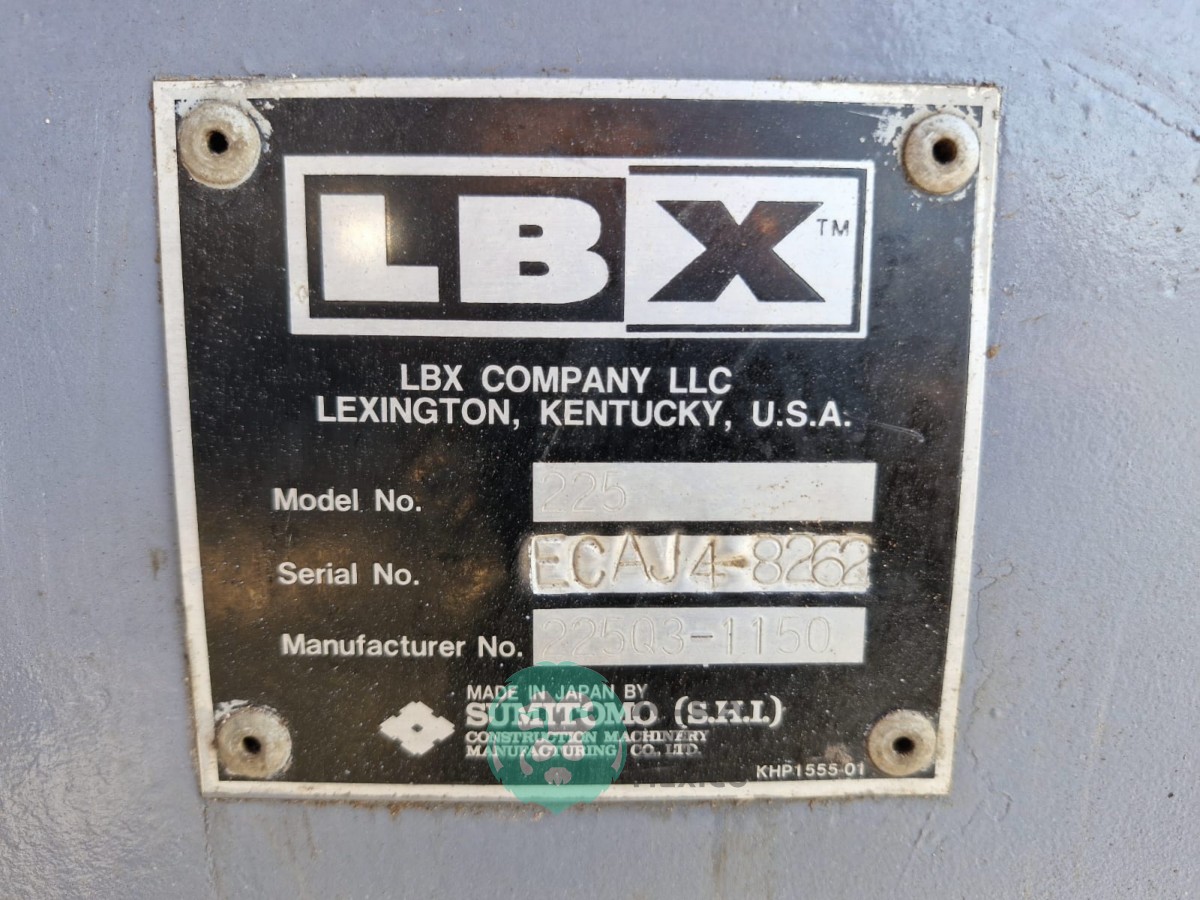 LBX™
LBX COMPANY LLC
LEXINGTON, KENTUCKY, U.S.A.
Model No. 225
Serial No. ECAJ4-8262
Manufacturer No. 225Q3-1150
MADE IN JAPAN BY
SUMITOMO (S.H.I.)
CONSTRUCTION MACHINERY
MANUFACTURING CO., LTD.
KHP1555-01
MEXICO